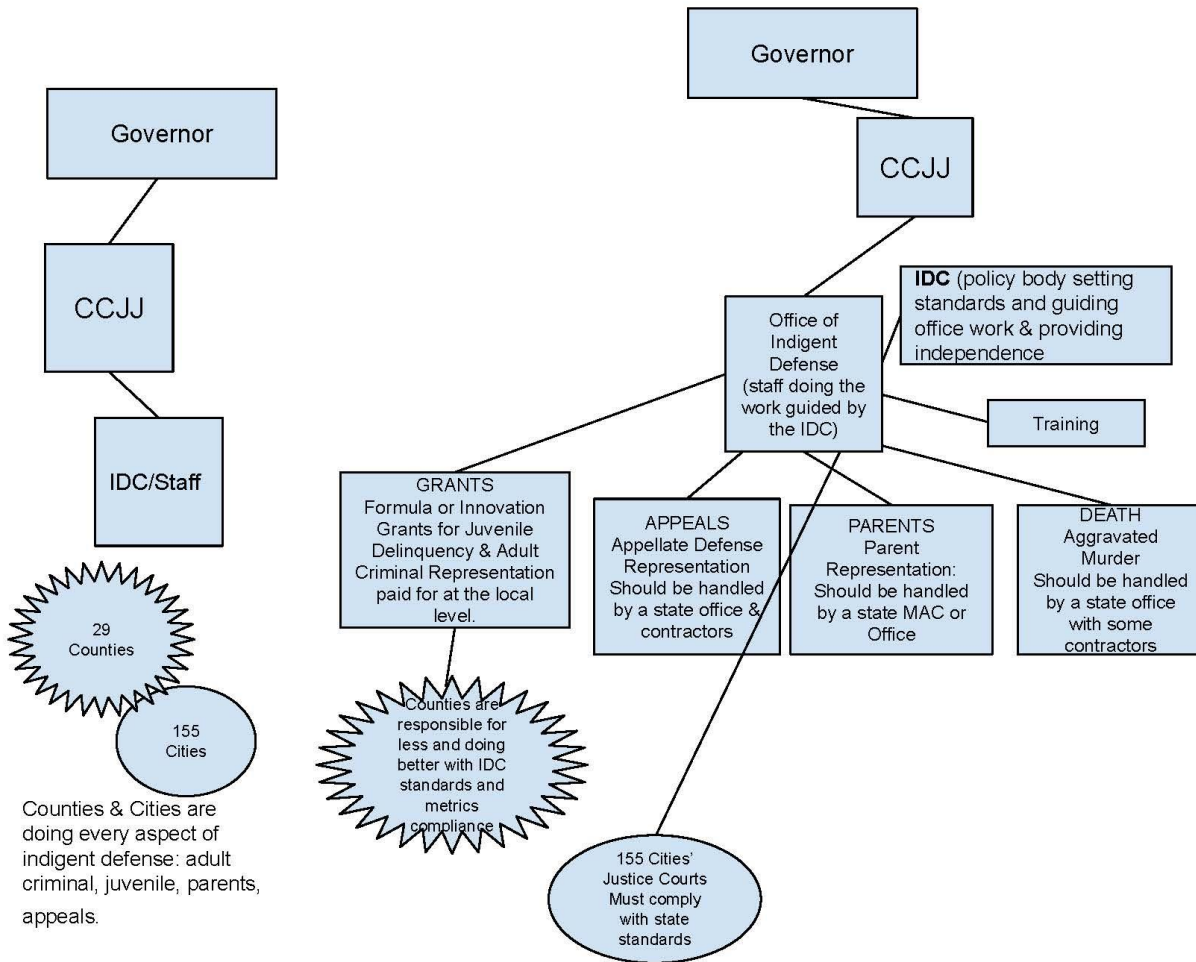 Governor
CCJJ
IDC/Staff
29
Counties
155
Cities
Counties & Cities are
doing every aspect of
indigent defense: adult
criminal, juvenile, parents,
appeals.
Governor
CCJJ
Office of
Indigent
Defense
(staff doing the
work guided by
the IDC)
IDC (policy body setting
standards and guiding
office work & providing
independence
Training
GRANTS
Formula or Innovation
Grants for Juvenile
Delinquency & Adult
Criminal Representation
paid for at the local
level.
APPEALS
Appellate Defense
Representation
Should be handled
by a state office &
contractors
PARENTS
Parent
Representation:
Should be handled
by a state MAC or
Office
DEATH
Aggravated
Murder
Should be handled
by a state office
with some
contractors
Counties are
responsible for
less and doing
better with IDC
standards and
metrics
compliance
155 Cities'
Justice Courts
Must comply
with state
standards